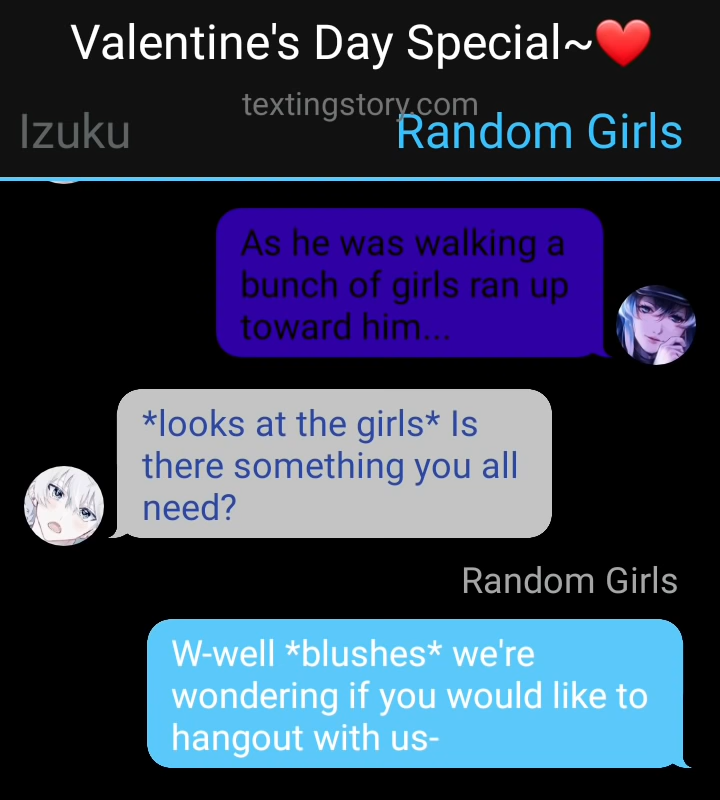 Valentine's Day Special~❤️
textingstory.com
Izuku
Random Girls
As he was walking a
bunch of girls ran up
toward him...
*looks at the girls* Is
there something you all
need?
Random Girls
W-well *blushes* we're
wondering if you would like to
hangout with us-